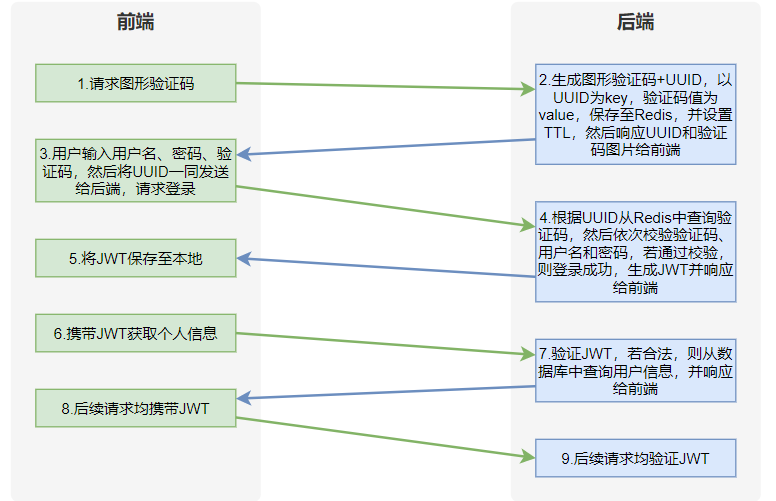 前端
后端
1.请求图形验证码
2.生成图形验证码+UUID，以
UUID为key，验证码值为
value，保存至Redis，并设置
TTL，然后响应UUID和验证
码图片给前端
3.用户输入用户名、密码、验
证码，然后将UUID一同发送
给后端，请求登录
4.根据UUID从Redis中查询验
证码，然后依次校验验证码、
用户名和密码，若通过校验，
则登录成功，生成JWT并响应
给前端
5.将JWT保存至本地
6.携带JWT获取个人信息
7.验证JWT，若合法，则从数
据库中查询用户信息，并响应
给前端
8.后续请求均携带JWT
9.后续请求均验证JWT